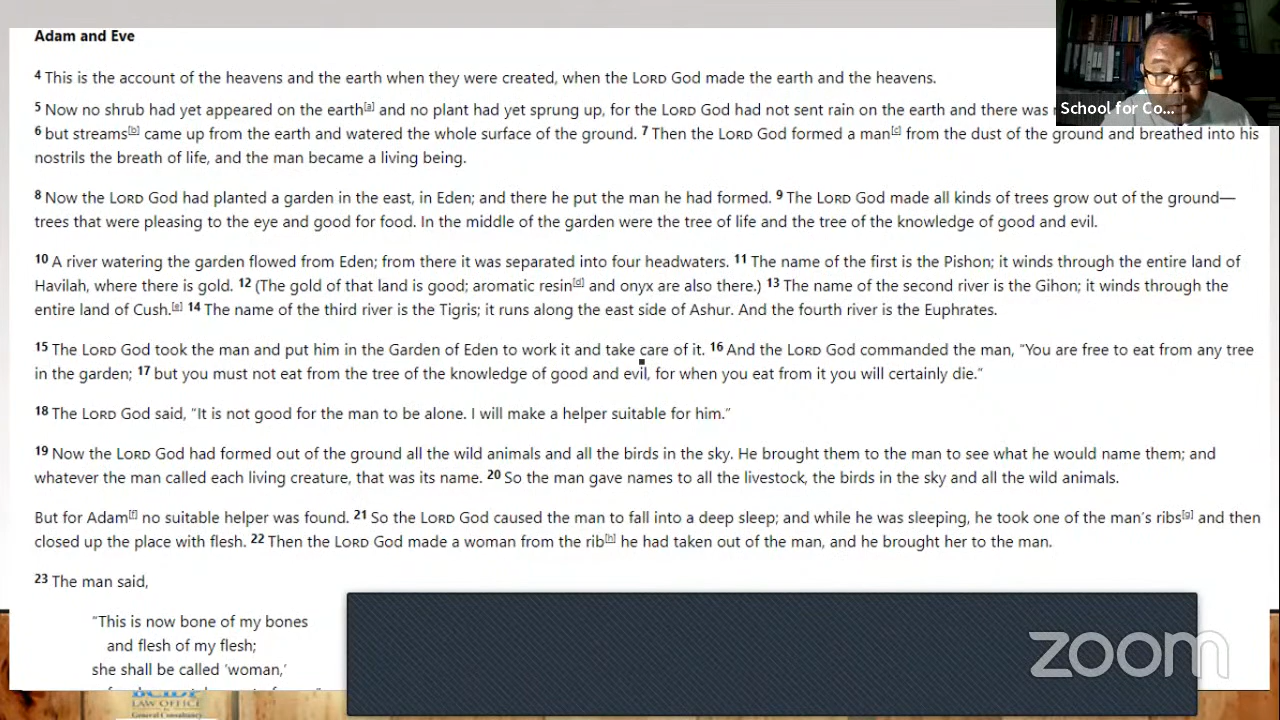 Adam and Eve
4 This is the account of the heavens and the earth when they were created, when the LORD God made the earth and the heavens.
5 Now no shrub had yet appeared on the earth[a] and no plant had yet sprung up, for the LORD God had not sent rain on the earth and there was
6 but streams[b] came up from the earth and watered the whole surface of the ground. 7 Then the LORD God formed a man[c] from the dust of the ground and breathed into his
nostrils the breath of life, and the man became a living being.
8 Now the LORD God had planted a garden in the east, in Eden; and there he put the man he had formed. 9 The LORD God made all kinds of trees grow out of the ground—
trees that were pleasing to the eye and good for food. In the middle of the garden were the tree of life and the tree of the knowledge of good and evil.
10 A river watering the garden flowed from Eden; from there it was separated into four headwaters. 11 The name of the first is the Pishon; it winds through the entire land of
Havilah, where there is gold. 12 (The gold of that land is good; aromatic resin[d] and onyx are also there.) 13 The name of the second river is the Gihon; it winds through the
entire land of Cush.[e] 14 The name of the third river is the Tigris; it runs along the east side of Ashur. And the fourth river is the Euphrates.
15 The LORD God took the man and put him in the Garden of Eden to work it and take care of it. 16 And the LORD God commanded the man, “You are free to eat from any tree
in the garden; 17 but you must not eat from the tree of the knowledge of good and evil, for when you eat from it you will certainly die.”
18 The LORD God said, “It is not good for the man to be alone. I will make a helper suitable for him.”
19 Now the LORD God had formed out of the ground all the wild animals and all the birds in the sky. He brought them to the man to see what he would name them; and
whatever the man called each living creature, that was its name. 20 So the man gave names to all the livestock, the birds in the sky and all the wild animals.
But for Adam[f] no suitable helper was found. 21 So the LORD God caused the man to fall into a deep sleep; and while he was sleeping, he took one of the man’s ribs[g] and then
closed up the place with flesh. 22 Then the LORD God made a woman from the rib[h] he had taken out of the man, and he brought her to the man.
23 The man said,
“This is now bone of my bones
and flesh of my flesh;
she shall be called ‘woman,’
School for Co...
zoom
LAW OFFICE
General Consultancy